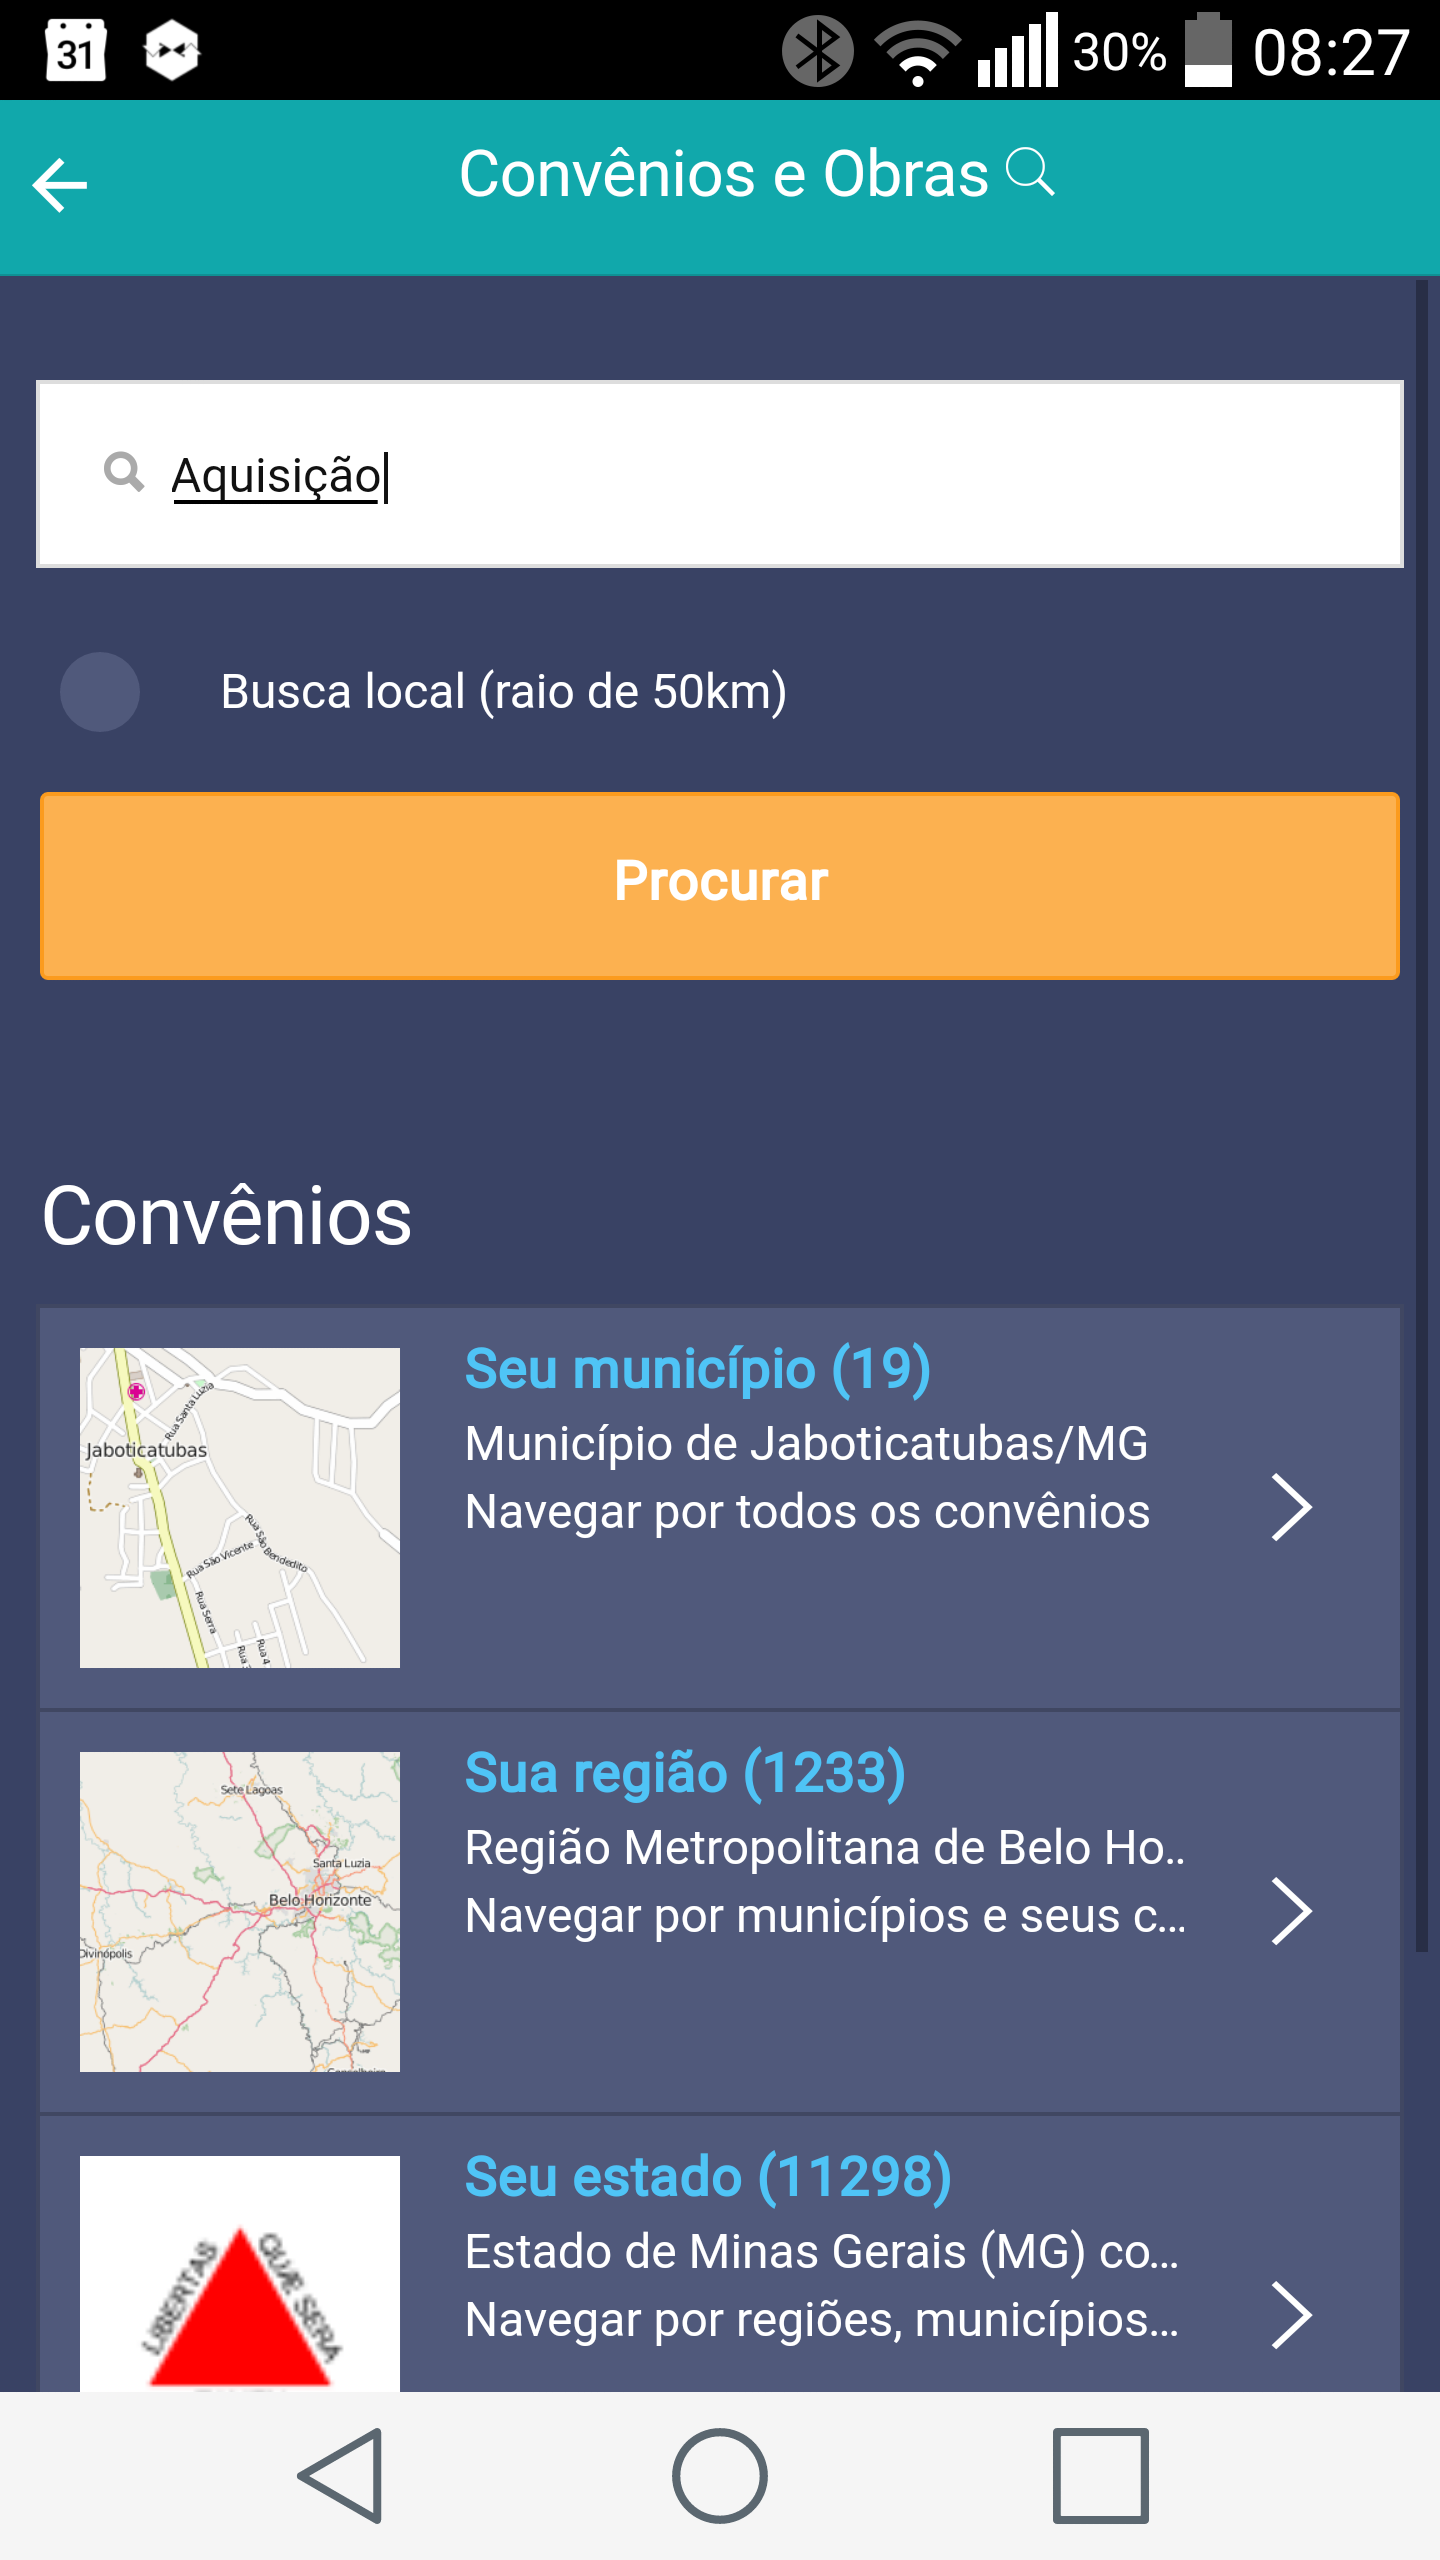 31
30%
08:27
Convênios e Obras
Aquisição
Busca local (raio de 50km)
Procurar
Convênios
Seu município (19)
Município de Jaboticatubas/MG
Navegar por todos os convênios
Rua Santa Luzia
Jaboticatubas
Rua São Bendedito
Rua São Vicente
Rua Serra
Rua 4
Sua região (1233)
Região Metropolitana de Belo Ho..
Navegar por municípios e seus c...
Sete Lagoas
Santa Luzia
Belo Horizonte
Divinópolis
Seu estado (11298)
Estado de Minas Gerais (MG) co...
Navegar por regiões, municípios...
LIBERTAS QUÆ SERA